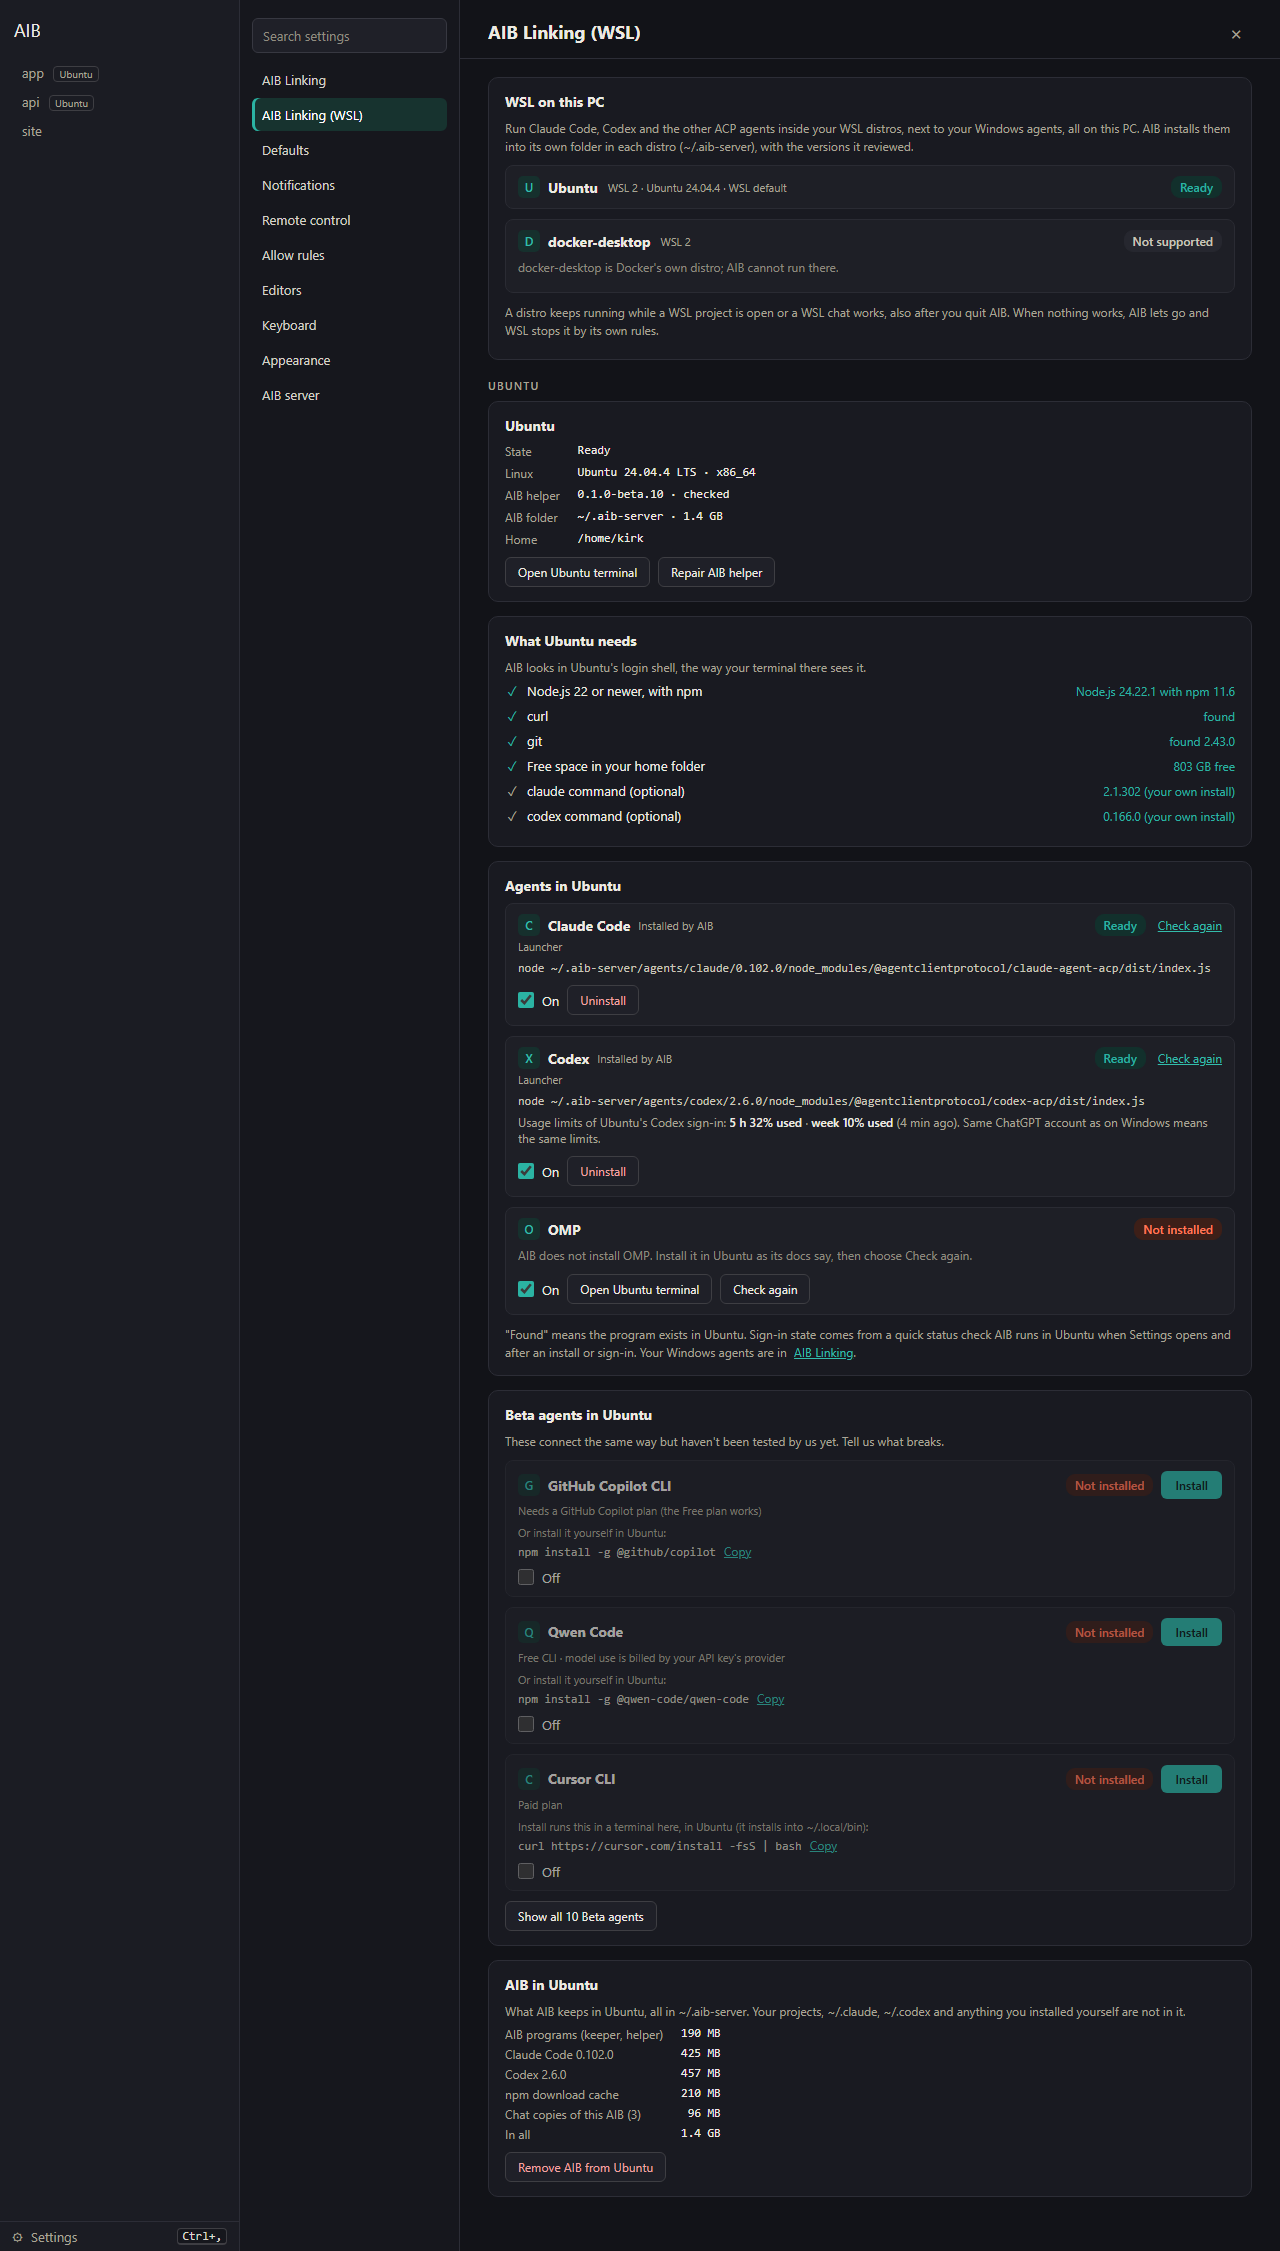 AIB
app Ubuntu
api Ubuntu
site
Settings Ctrl+,
Search settings
AIB Linking
AIB Linking (WSL)
Defaults
Notifications
Remote control
Allow rules
Editors
Keyboard
Appearance
AIB server
AIB Linking (WSL)
WSL on this PC
Run Claude Code, Codex and the other ACP agents inside your WSL distros, next to your Windows agents, all on this PC. AIB installs them
into its own folder in each distro (~/.aib-server), with the versions it reviewed.
U Ubuntu WSL 2 · Ubuntu 24.04.4 · WSL default Ready
D docker-desktop WSL 2 Not supported
docker-desktop is Docker's own distro; AIB cannot run there.
A distro keeps running while a WSL project is open or a WSL chat works, also after you quit AIB. When nothing works, AIB lets go and
WSL stops it by its own rules.
UBUNTU
Ubuntu
State Ready
Linux Ubuntu 24.04.4 LTS · x86_64
AIB helper 0.1.0-beta.10 · checked
AIB folder ~/.aib-server · 1.4 GB
Home /home/kirk
Open Ubuntu terminal Repair AIB helper
What Ubuntu needs
AIB looks in Ubuntu's login shell, the way your terminal there sees it.
✓ Node.js 22 or newer, with npm Node.js 24.22.1 with npm 11.6
✓ curl found
✓ git found 2.43.0
✓ Free space in your home folder 803 GB free
✓ claude command (optional) 2.1.302 (your own install)
✓ codex command (optional) 0.166.0 (your own install)
Agents in Ubuntu
C Claude Code Installed by AIB Ready Check again
Launcher
node ~/.aib-server/agents/claude/0.102.0/node_modules/@agentclientprotocol/claude-agent-acp/dist/index.js
On Uninstall
X Codex Installed by AIB Ready Check again
Launcher
node ~/.aib-server/agents/codex/2.6.0/node_modules/@agentclientprotocol/codex-acp/dist/index.js
Usage limits of Ubuntu's Codex sign-in: 5 h 32% used · week 10% used (4 min ago). Same ChatGPT account as on Windows means
the same limits.
On Uninstall
O OMP Not installed
AIB does not install OMP. Install it in Ubuntu as its docs say, then choose Check again.
On Open Ubuntu terminal Check again
"Found" means the program exists in Ubuntu. Sign-in state comes from a quick status check AIB runs in Ubuntu when Settings opens and
after an install or sign-in. Your Windows agents are in AIB Linking.
Beta agents in Ubuntu
These connect the same way but haven't been tested by us yet. Tell us what breaks.
G GitHub Copilot CLI Not installed Install
Needs a GitHub Copilot plan (the Free plan works)
Or install it yourself in Ubuntu:
npm install -g @github/copilot Copy
Off
Q Qwen Code Not installed Install
Free CLI · model use is billed by your API key's provider
Or install it yourself in Ubuntu:
npm install -g @qwen-code/qwen-code Copy
Off
C Cursor CLI Not installed Install
Paid plan
Install runs this in a terminal here, in Ubuntu (it installs into ~/.local/bin):
curl https://cursor.com/install -fsS | bash Copy
Off
Show all 10 Beta agents
AIB in Ubuntu
What AIB keeps in Ubuntu, all in ~/.aib-server. Your projects, ~/.claude, ~/.codex and anything you installed yourself are not in it.
AIB programs (keeper, helper) 190 MB
Claude Code 0.102.0 425 MB
Codex 2.6.0 457 MB
npm download cache 210 MB
Chat copies of this AIB (3) 96 MB
In all 1.4 GB
Remove AIB from Ubuntu